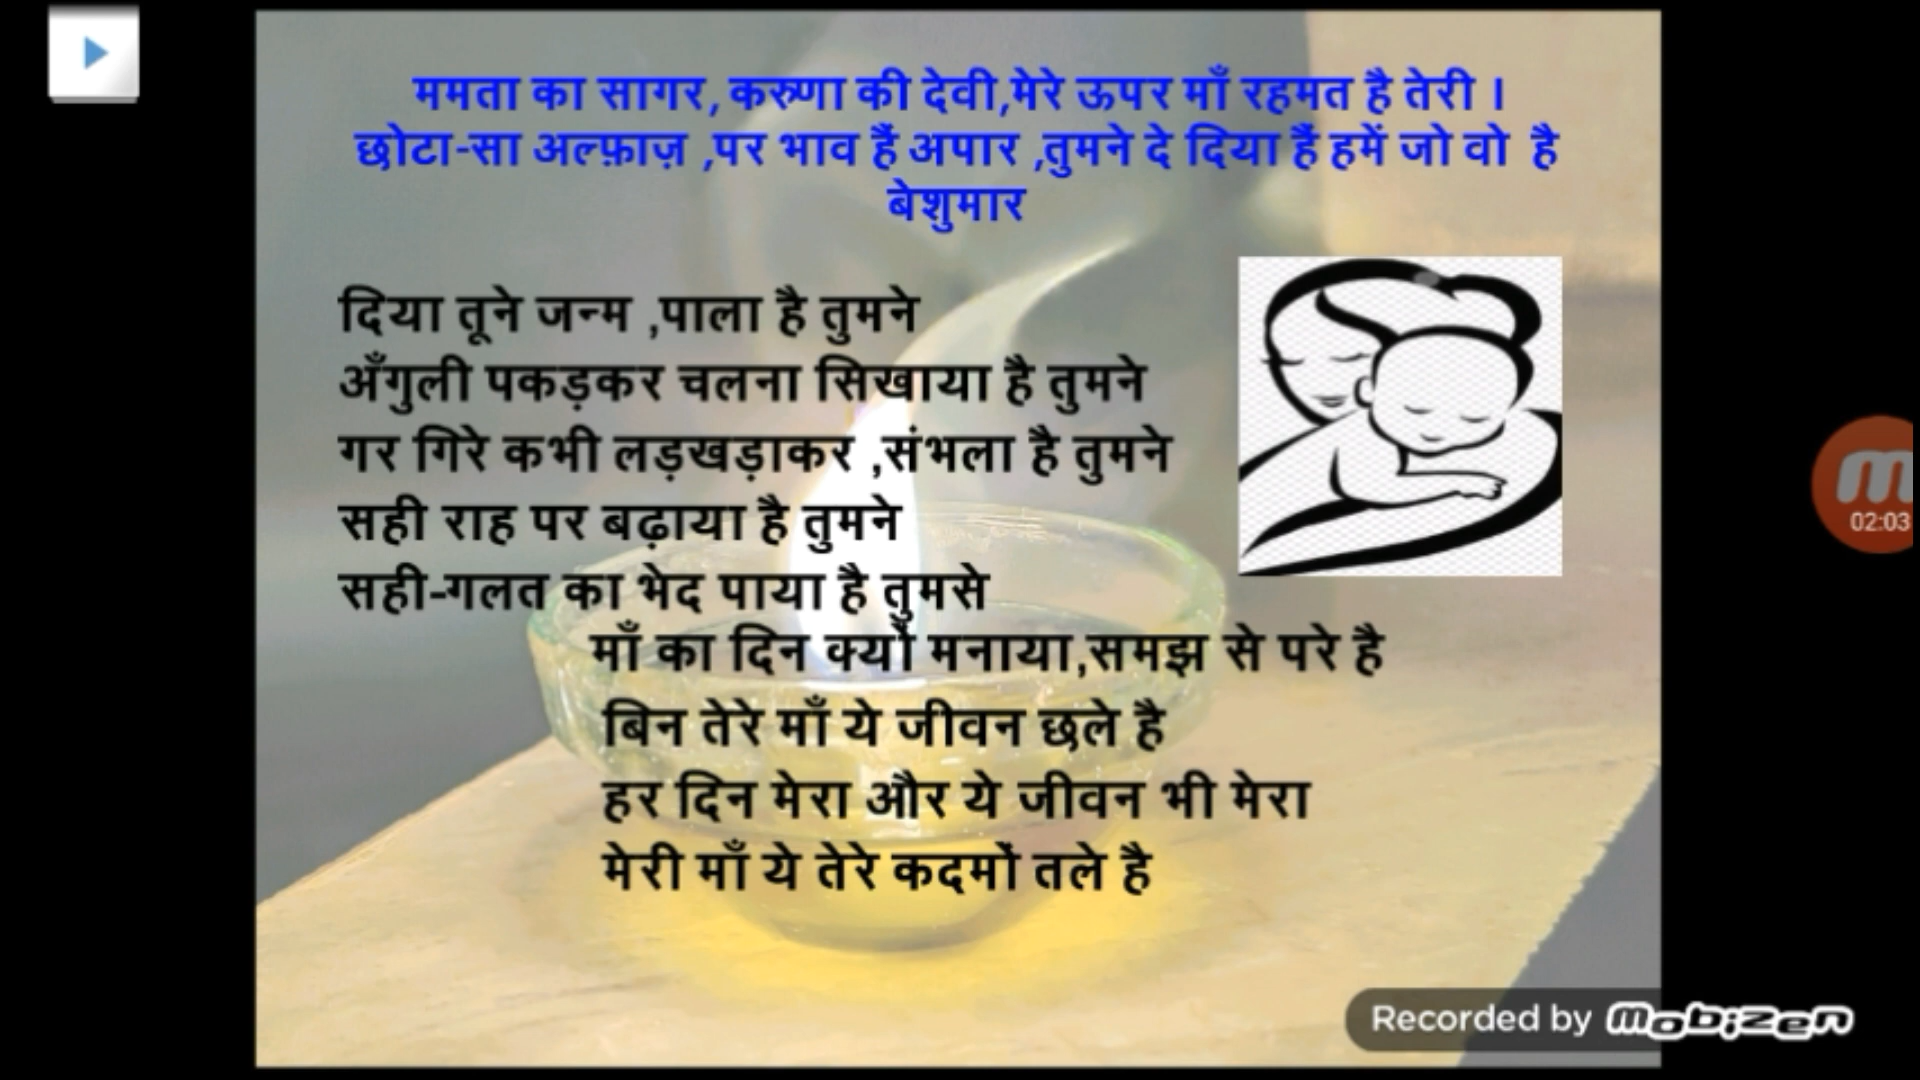 ममता का सागर, करुणा की देवी,मेरे ऊपर माँ रहमत है तेरी ।
छोटा-सा अल्फ़ाज़ ,पर भाव हैं अपार ,तुमने दे दिया हैं हमें जो वो है
बेशुमार
दिया तूने जन्म ,पाला है तुमने
अँगुली पकड़कर चलना सिखाया है तुमने
गर गिरे कभी लड़खड़ाकर ,संभला है तुमने
सही राह पर बढ़ाया है तुमने
सही-गलत का भेद पाया है तुमसे
माँ का दिन क्यों मनाया,समझ से परे है
बिन तेरे माँ ये जीवन छले है
हर दिन मेरा और ये जीवन भी मेरा
मेरी माँ ये तेरे कदमों तले है
02:03
Recorded by Mobizen